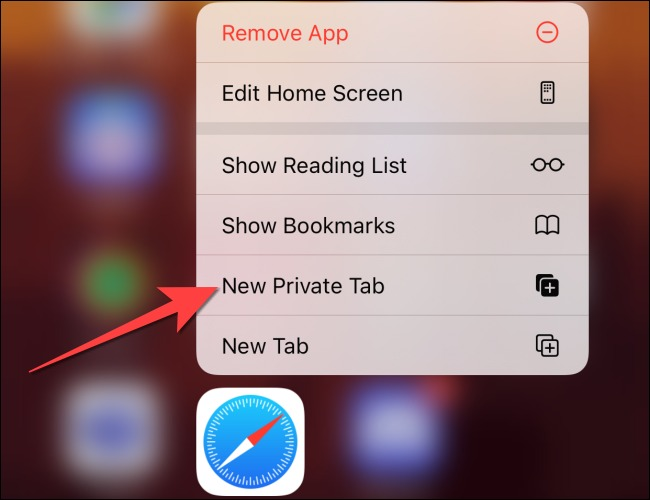 Remove App
Edit Home Screen
Show Reading List
Show Bookmarks
New Private Tab
New Tab